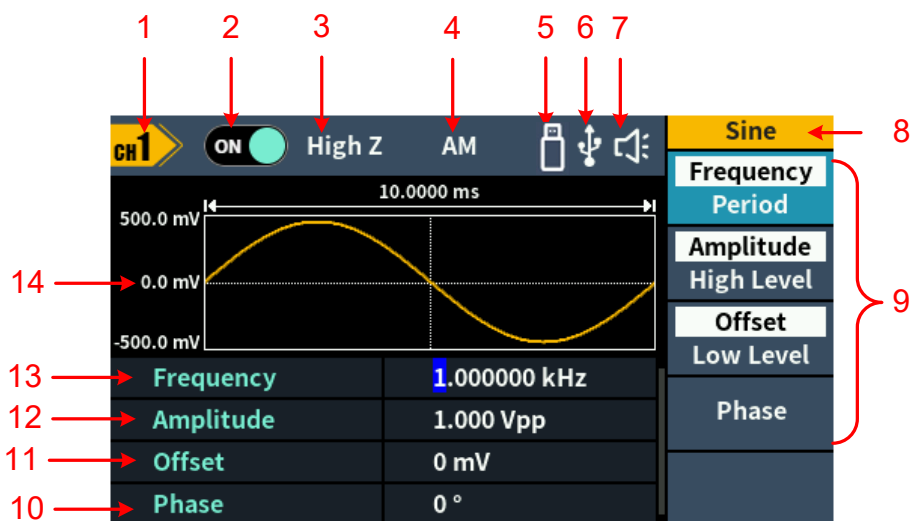 1 2 3 4 5 6 7
CH1 ON High Z AM Sine 8
10.0000 ms Frequency
Period
500.0 mV
Amplitude
14 0.0 mV High Level
9
Offset
-500.0 mV Low Level
13 Frequency 1.000000 kHz
Phase
12 Amplitude 1.000 Vpp
11 Offset 0 mV
10 Phase 0 °